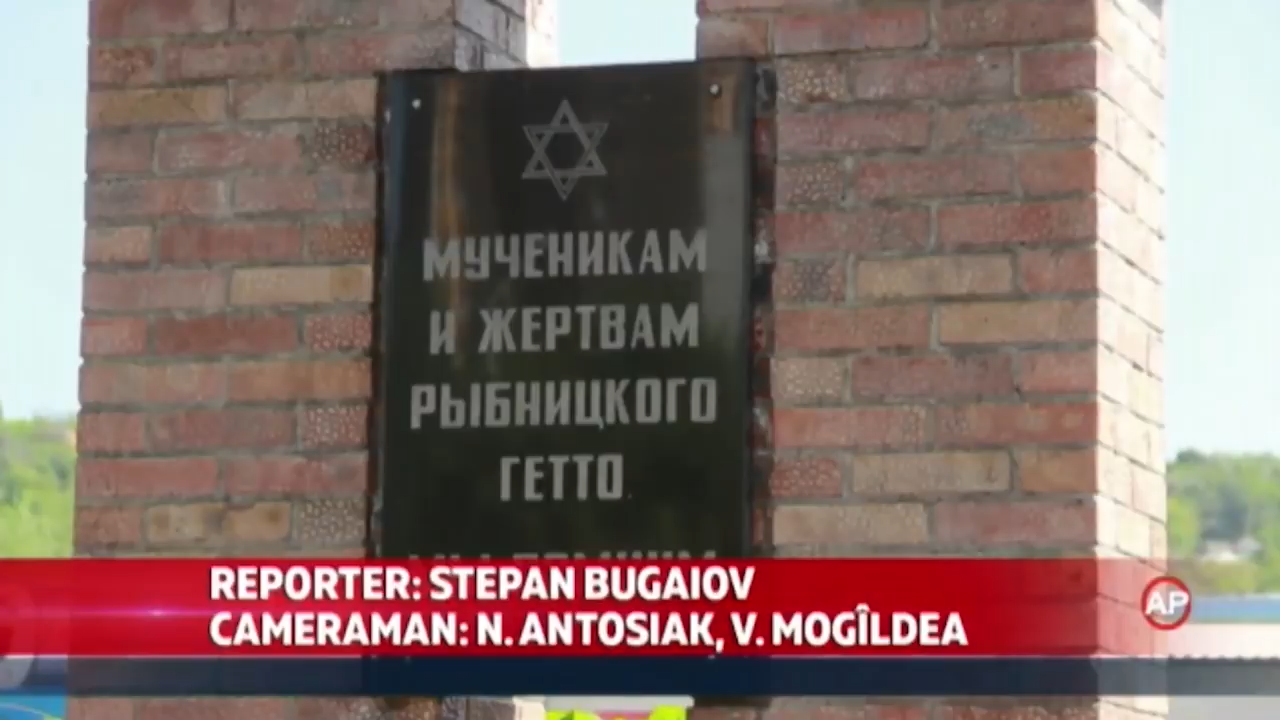 МУЧЕНИКАМ
И ЖЕРТВАМ
РЫБНИЦКОГО
ГЕТТО.
REPORTER: STEPAN BUGAIOV
CAMERAMAN: N. ANTOSIAK, V. MOGÎLDEA
AP